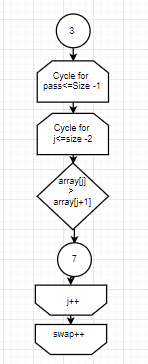 3
Cycle for
pass<=Size -1
Cycle for
j<=size -2
array[j]
>
array[j+1]
7
j++
swap++